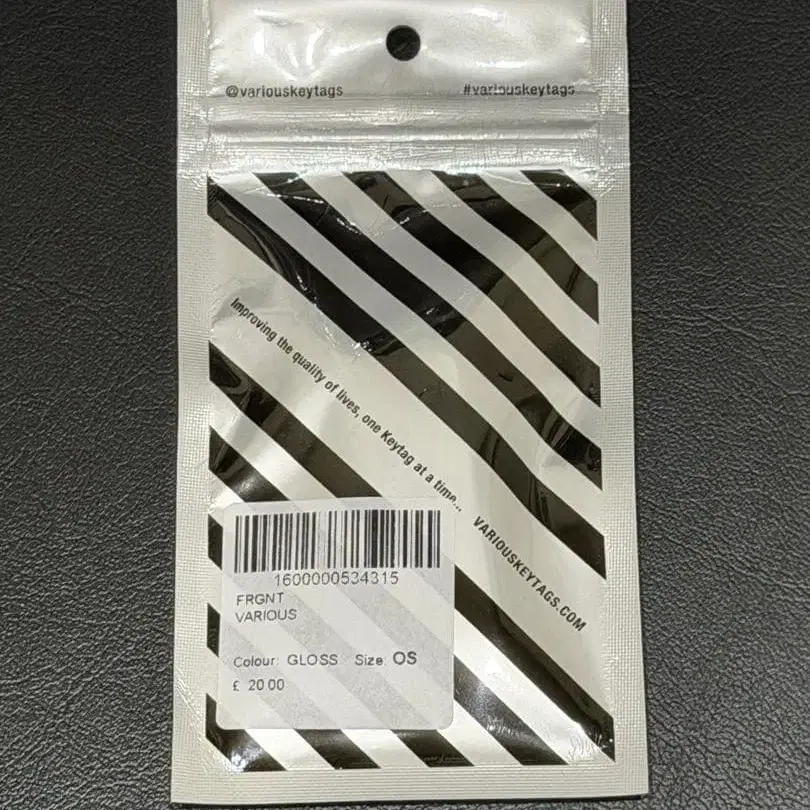 @variouskeytags #variouskeytags
Improving the quality of lives, one Keytag at a time...
VARIOUSKEYTAGS.COM
1600000534315
FRGNT
VARIOUS
Colour: GLOSS Size: OS
£ 20.00